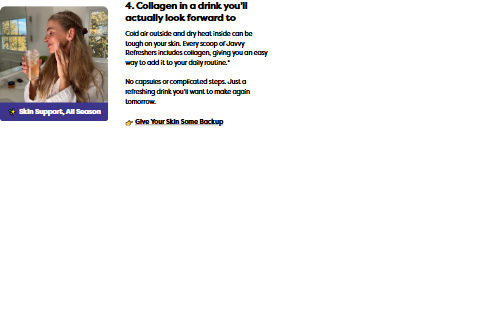 4. Collagen in a drink you'll
actually look forward to
Cold air outside and dry heat inside can be
tough on your skin. Every scoop of Javvy
Refreshers includes collagen, giving you an easy
way to add it to your daily routine.*
No capsules or complicated steps. Just a
refreshing drink you'll want to make again
tomorrow.
👉 Give Your Skin Some Backup
✨ Skin Support, All Season